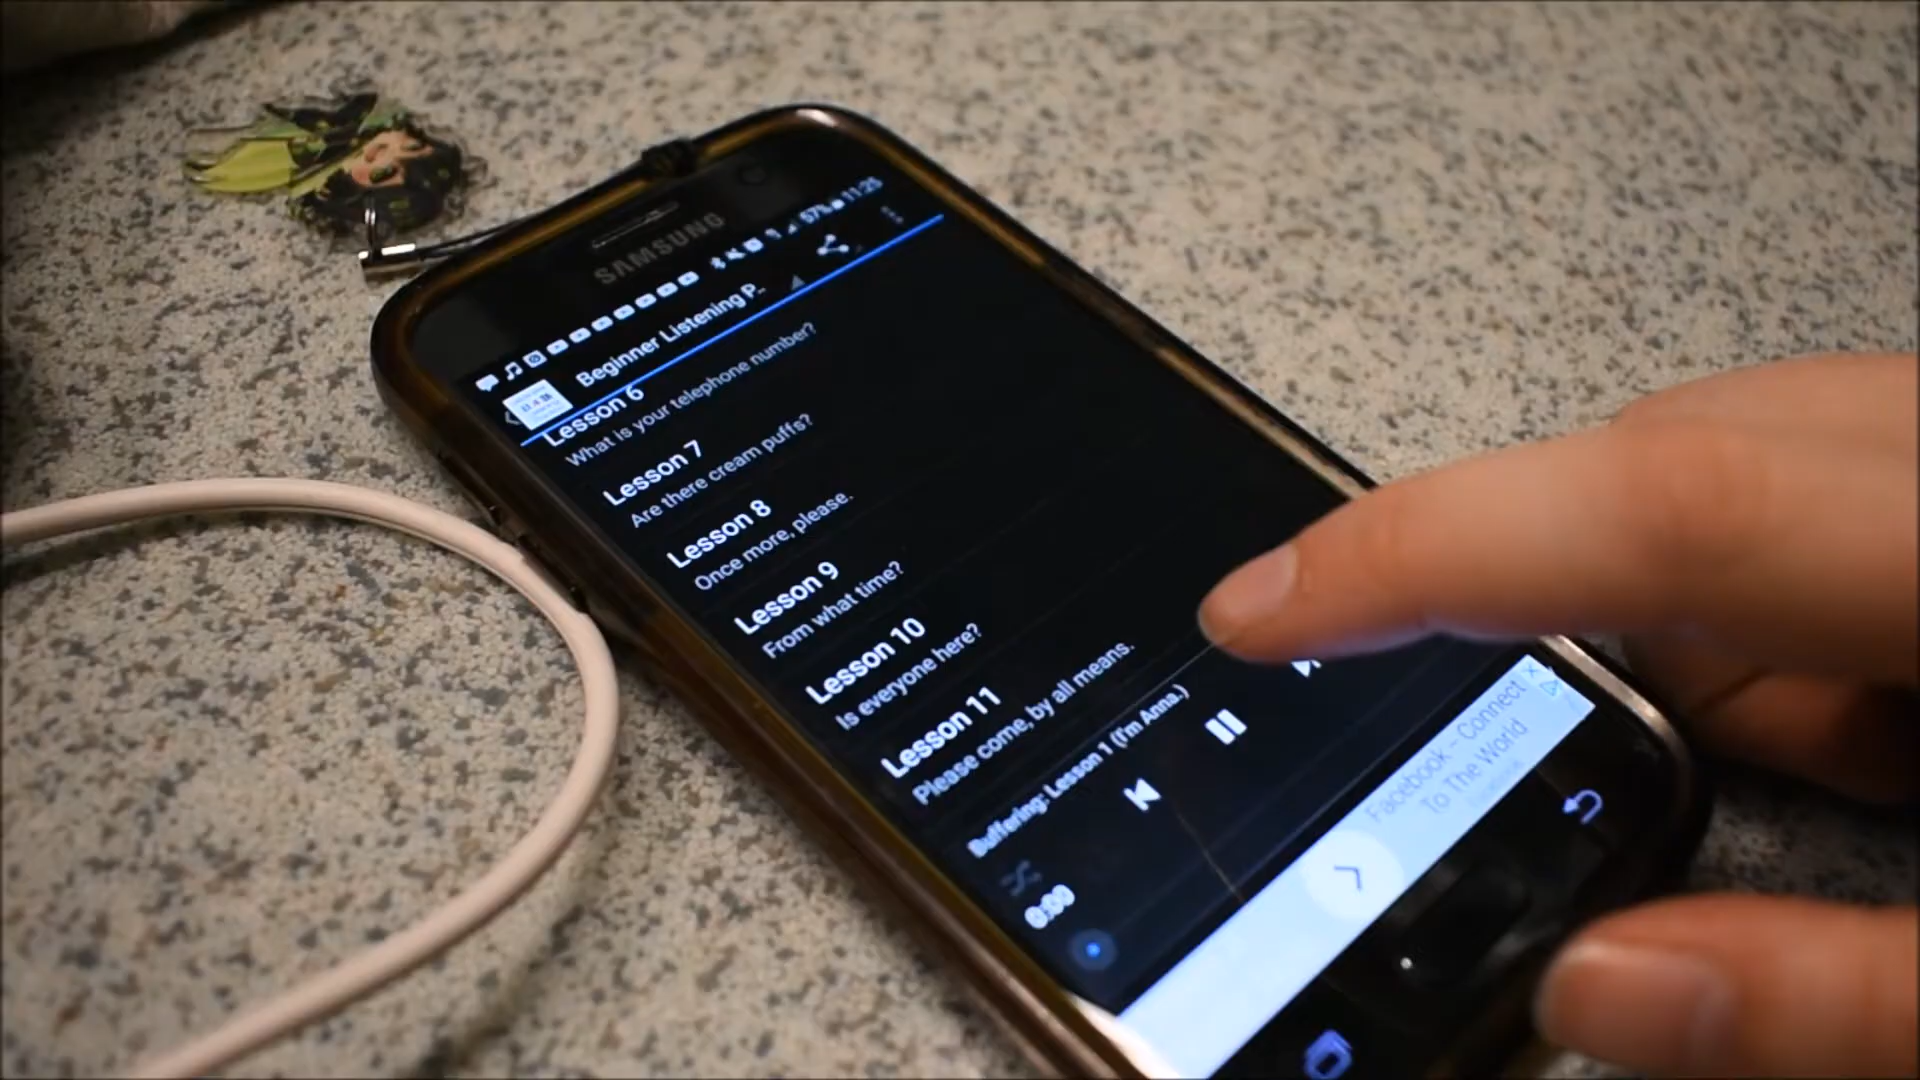 SAMSUNG
57% 11:25
Beginner Listening P..
Lesson 6
What is your telephone number?
Lesson 7
Are there cream puffs?
Lesson 8
Once more, please.
Lesson 9
From what time?
Lesson 10
Is everyone here?
Lesson 11
Please come, by all means.
Buffering: Lesson 1 (I'm Anna.)
0:00
Facebook - Connect
To The World